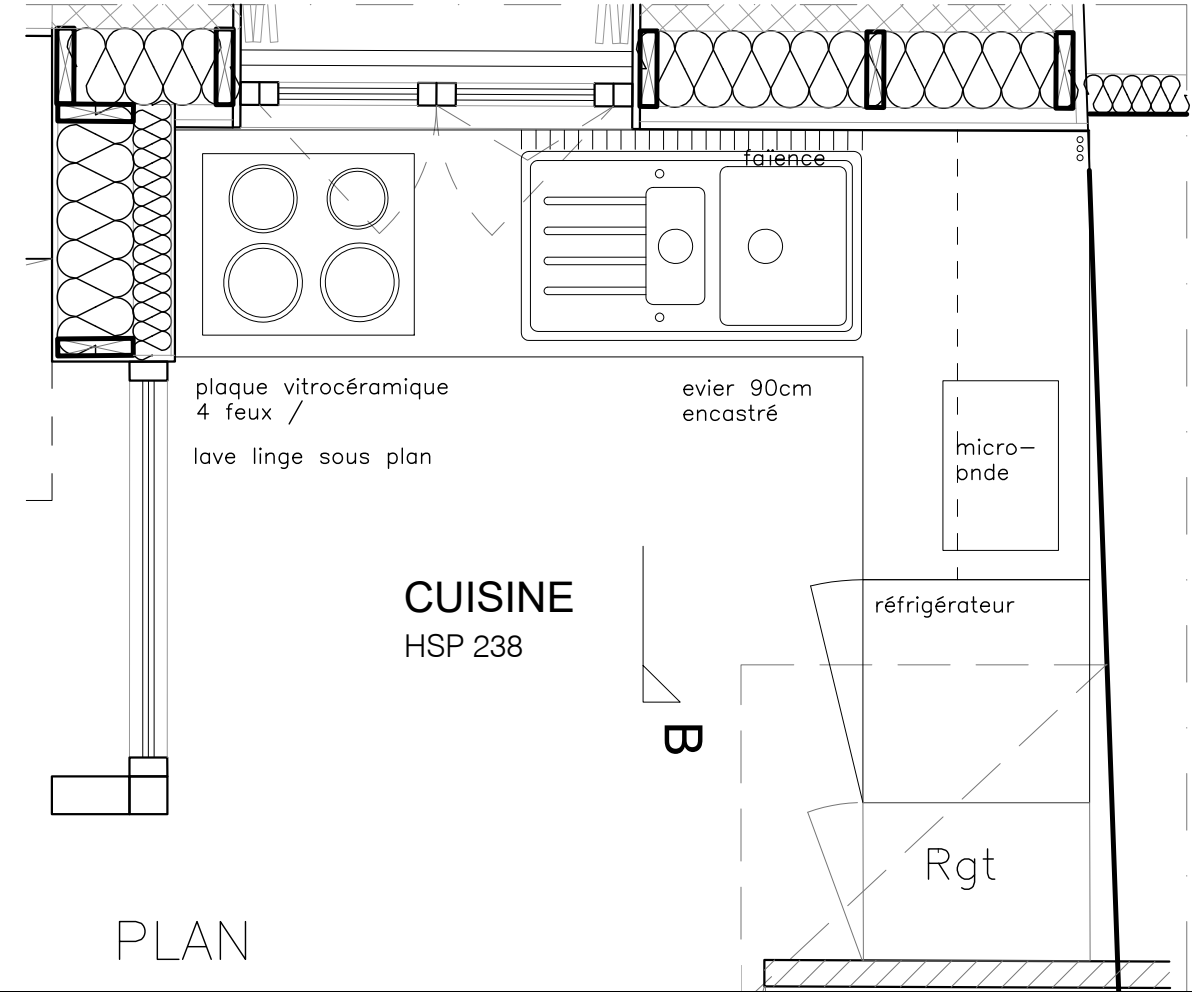 faïence
plaque vitrocéramique
4 feux /
lave linge sous plan
evier 90cm
encastré
micro-
onde
CUISINE
HSP 238
réfrigérateur
B
Rgt
PLAN